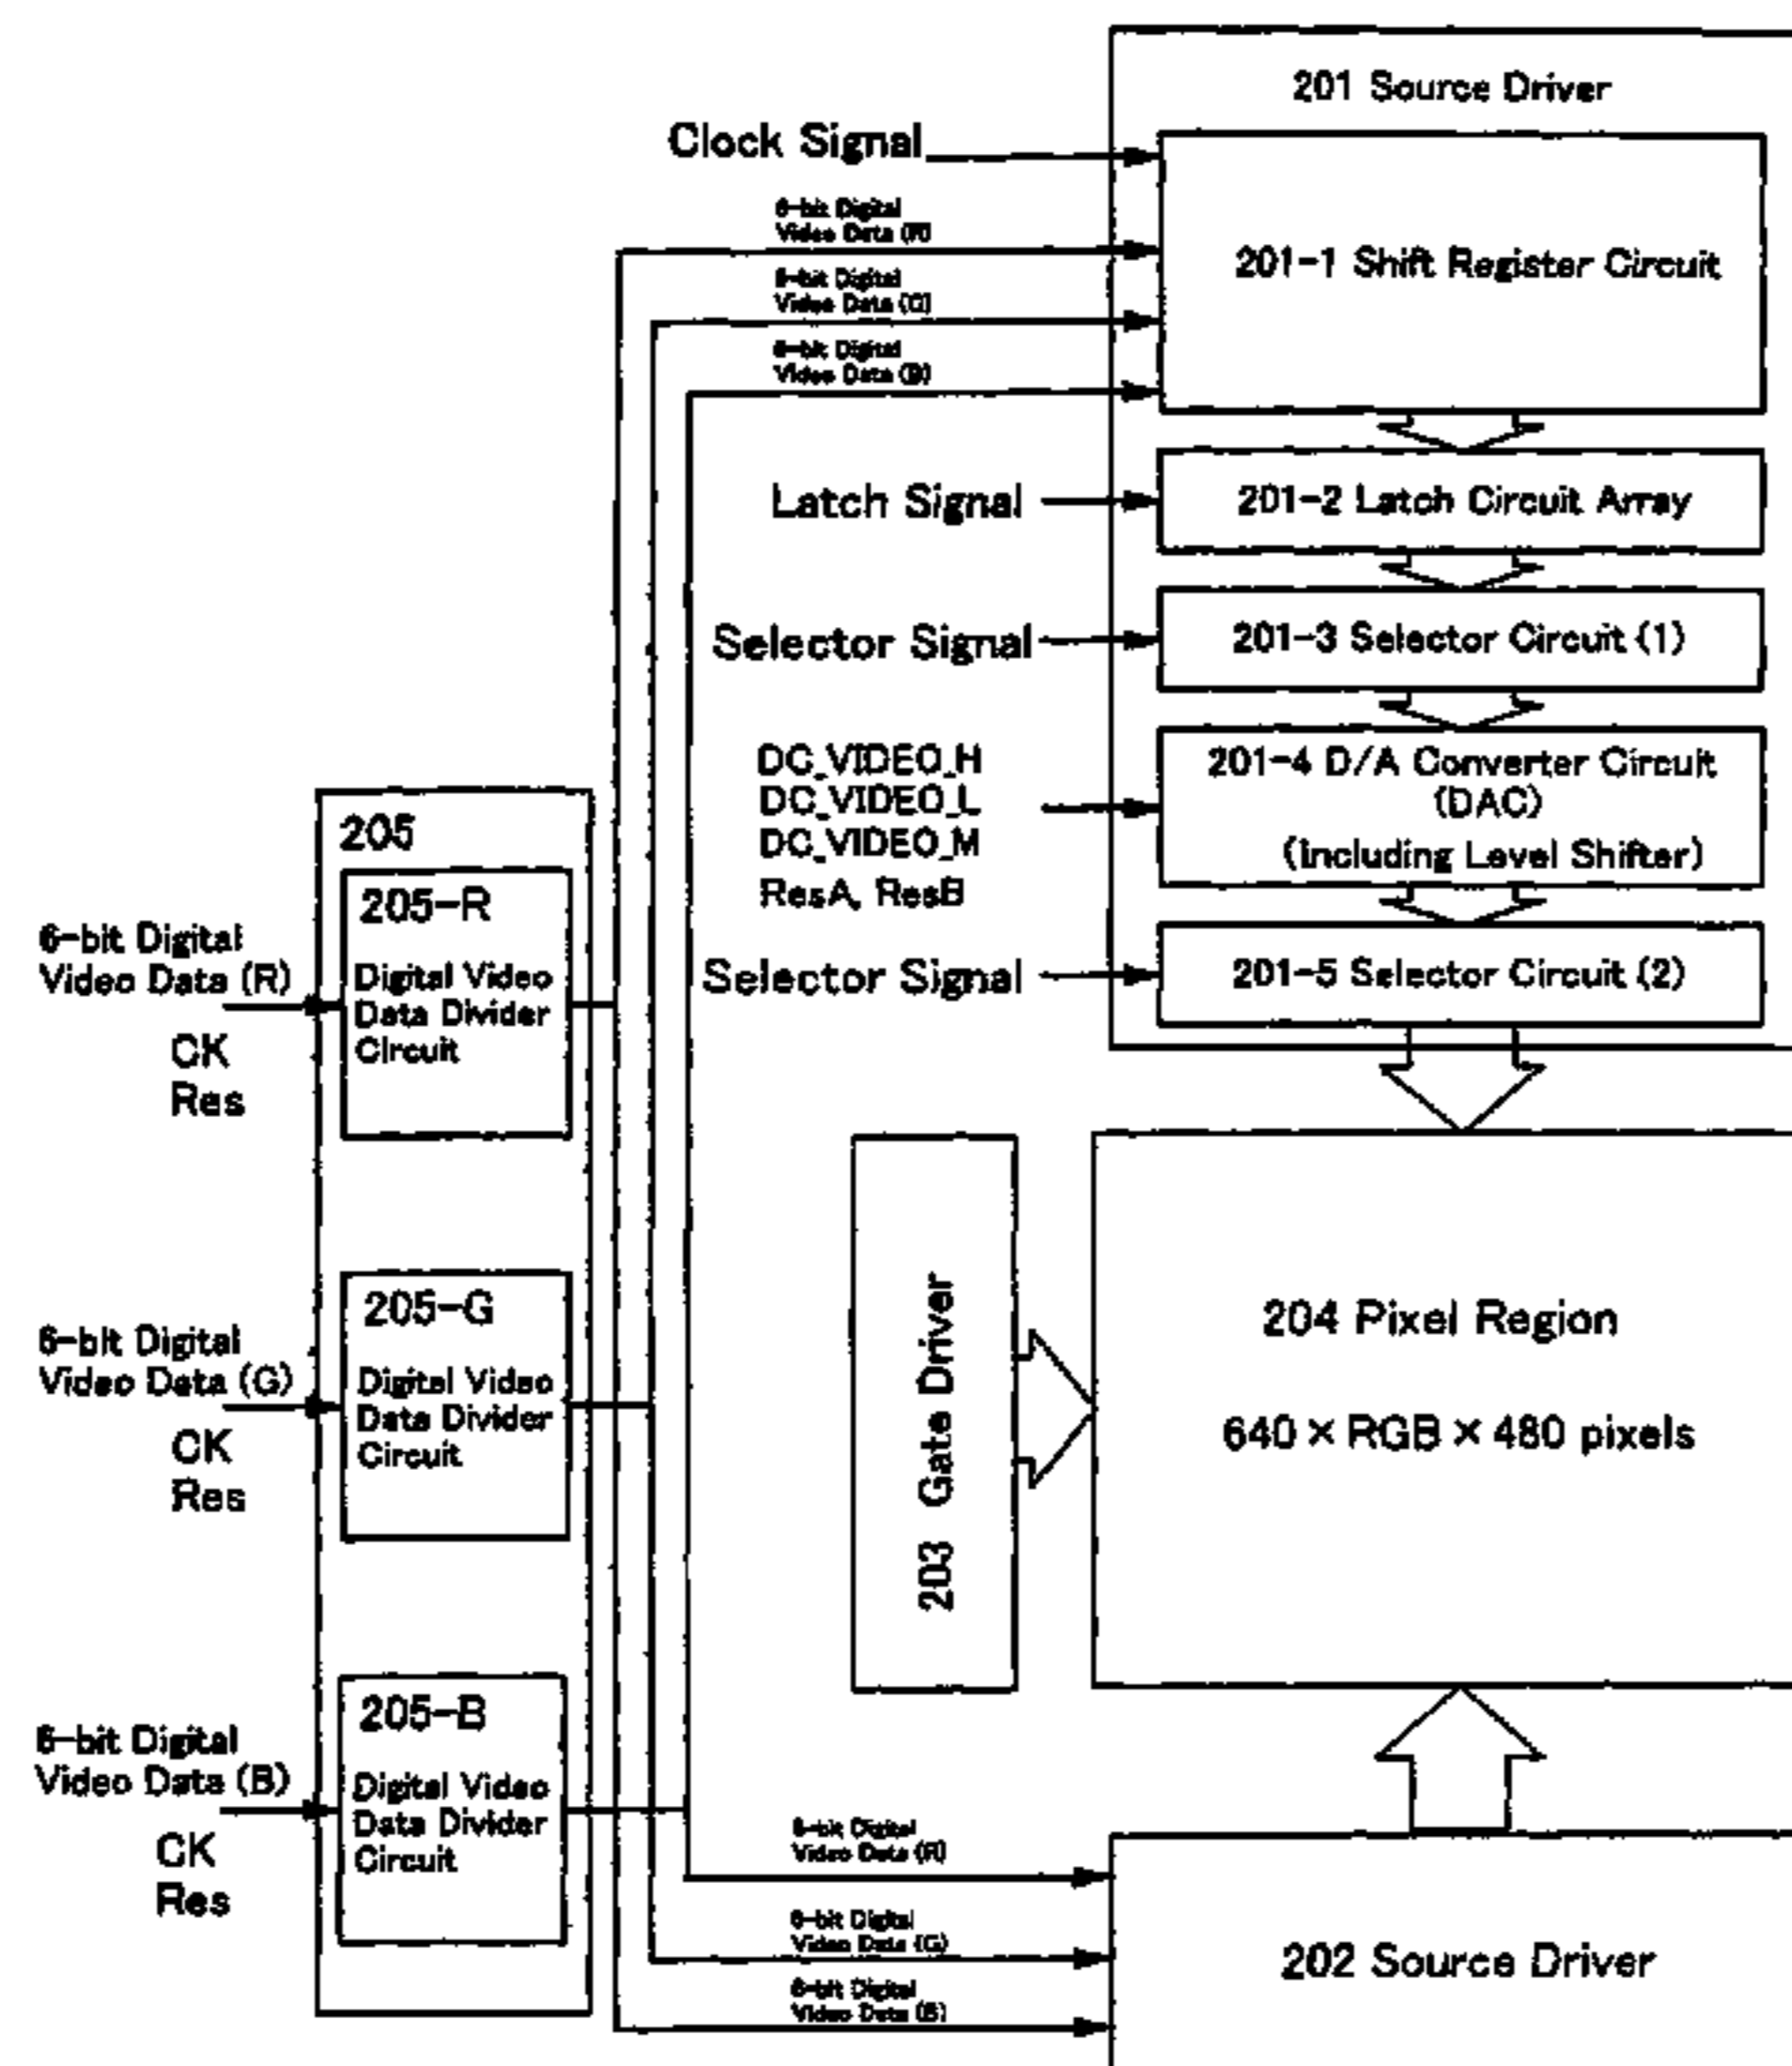 201 Source Driver
Clock Signal
6-bit Digital
Video Data (R)
6-bit Digital
Video Data (G)
6-bit Digital
Video Data (B)
201-1 Shift Register Circuit
Latch Signal
201-2 Latch Circuit Array
Selector Signal
201-3 Selector Circuit (1)
DC_VIDEO_H
DC_VIDEO_L
DC_VIDEO_M
ResA, ResB
201-4 D/A Converter Circuit
(DAC)
(including Level Shifter)
Selector Signal
201-5 Selector Circuit (2)
205
205-R
Digital Video
Data Divider
Circuit
6-bit Digital
Video Data (R)
CK
Res
205-G
Digital Video
Data Divider
Circuit
6-bit Digital
Video Data (G)
CK
Res
205-B
Digital Video
Data Divider
Circuit
6-bit Digital
Video Data (B)
CK
Res
203 Gate Driver
204 Pixel Region
640 × RGB × 480 pixels
6-bit Digital
Video Data (R)
6-bit Digital
Video Data (G)
6-bit Digital
Video Data (B)
202 Source Driver